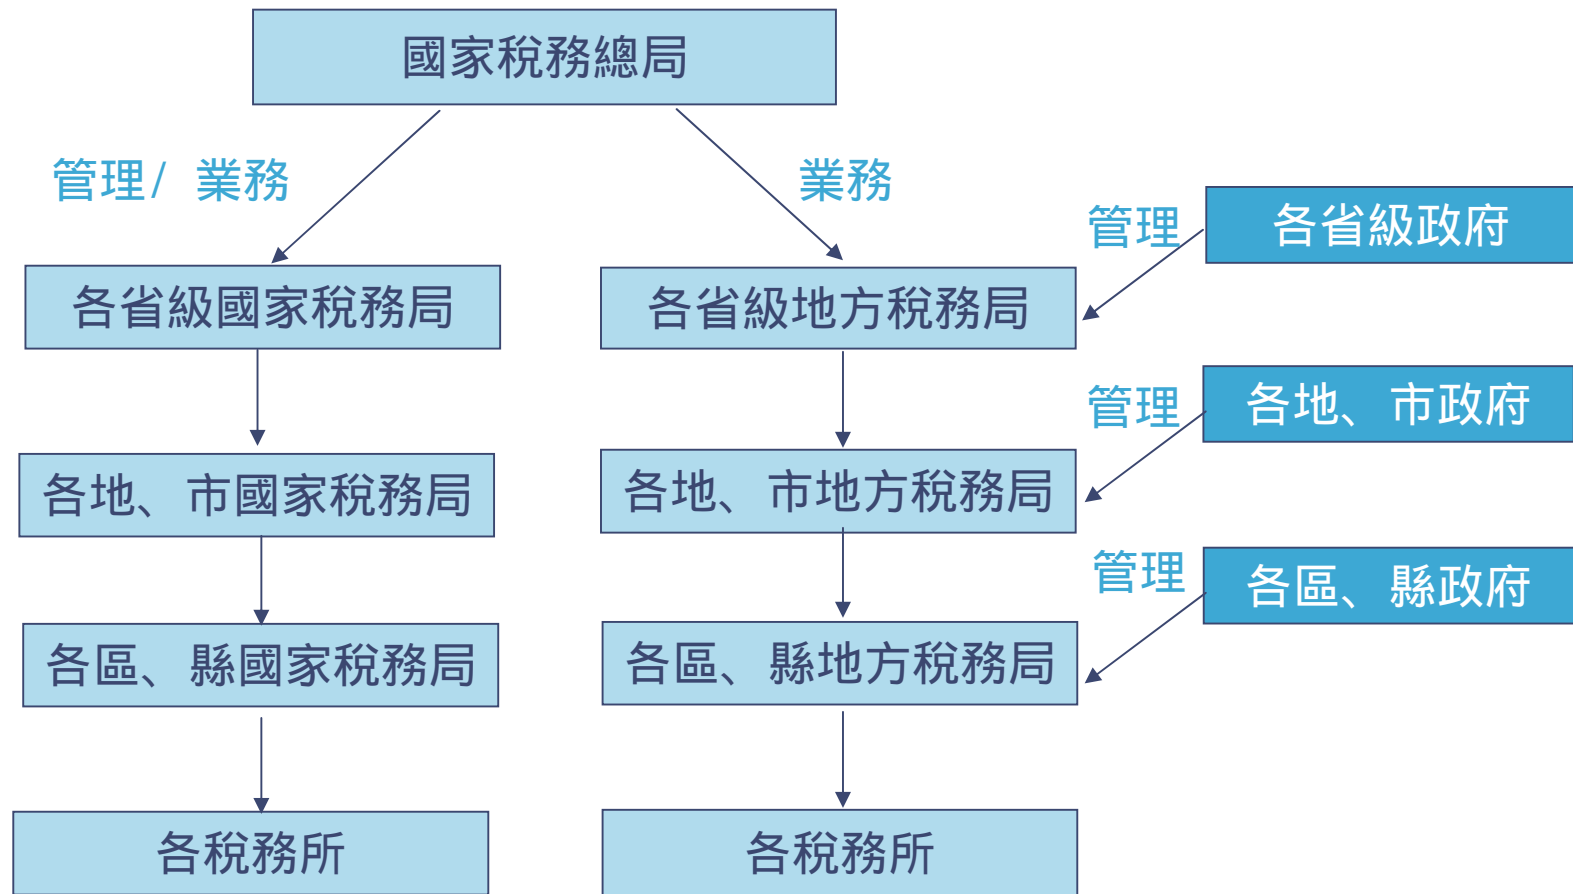 國家稅務總局
管理/ 業務
業務
管理
各省級政府
各省級國家稅務局
各省級地方稅務局
管理
各地、市政府
各地、市國家稅務局
各地、市地方稅務局
管理
各區、縣政府
各區、縣國家稅務局
各區、縣地方稅務局
各稅務所
各稅務所